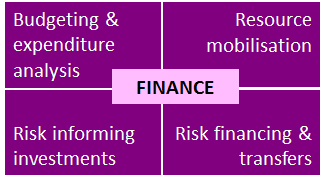 Budgeting &
expenditure
analysis
Resource
mobilisation
FINANCE
Risk informing
investments
Risk financing &
transfers